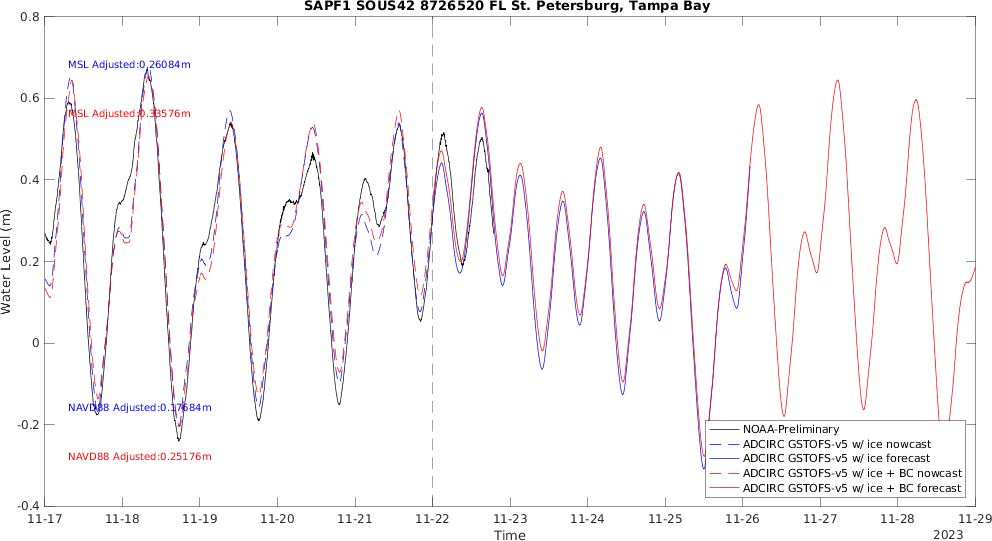 SAPF1 SOUS42 8726520 FL St. Petersburg, Tampa Bay
0.8
0.6
0.4
0.2
0
-0.2
-0.4
Water Level (m)
MSL Adjusted:0.26084m
MSL Adjusted:0.33576m
NAVD88 Adjusted:0.17684m
NAVD88 Adjusted:0.25176m
NOAA-Preliminary
ADCIRC GSTOFS-v5 w/ ice nowcast
ADCIRC GSTOFS-v5 w/ ice forecast
ADCIRC GSTOFS-v5 w/ ice + BC nowcast
ADCIRC GSTOFS-v5 w/ ice + BC forecast
11-17 11-18 11-19 11-20 11-21 11-22 11-23 11-24 11-25 11-26 11-27 11-28 11-29
Time
2023